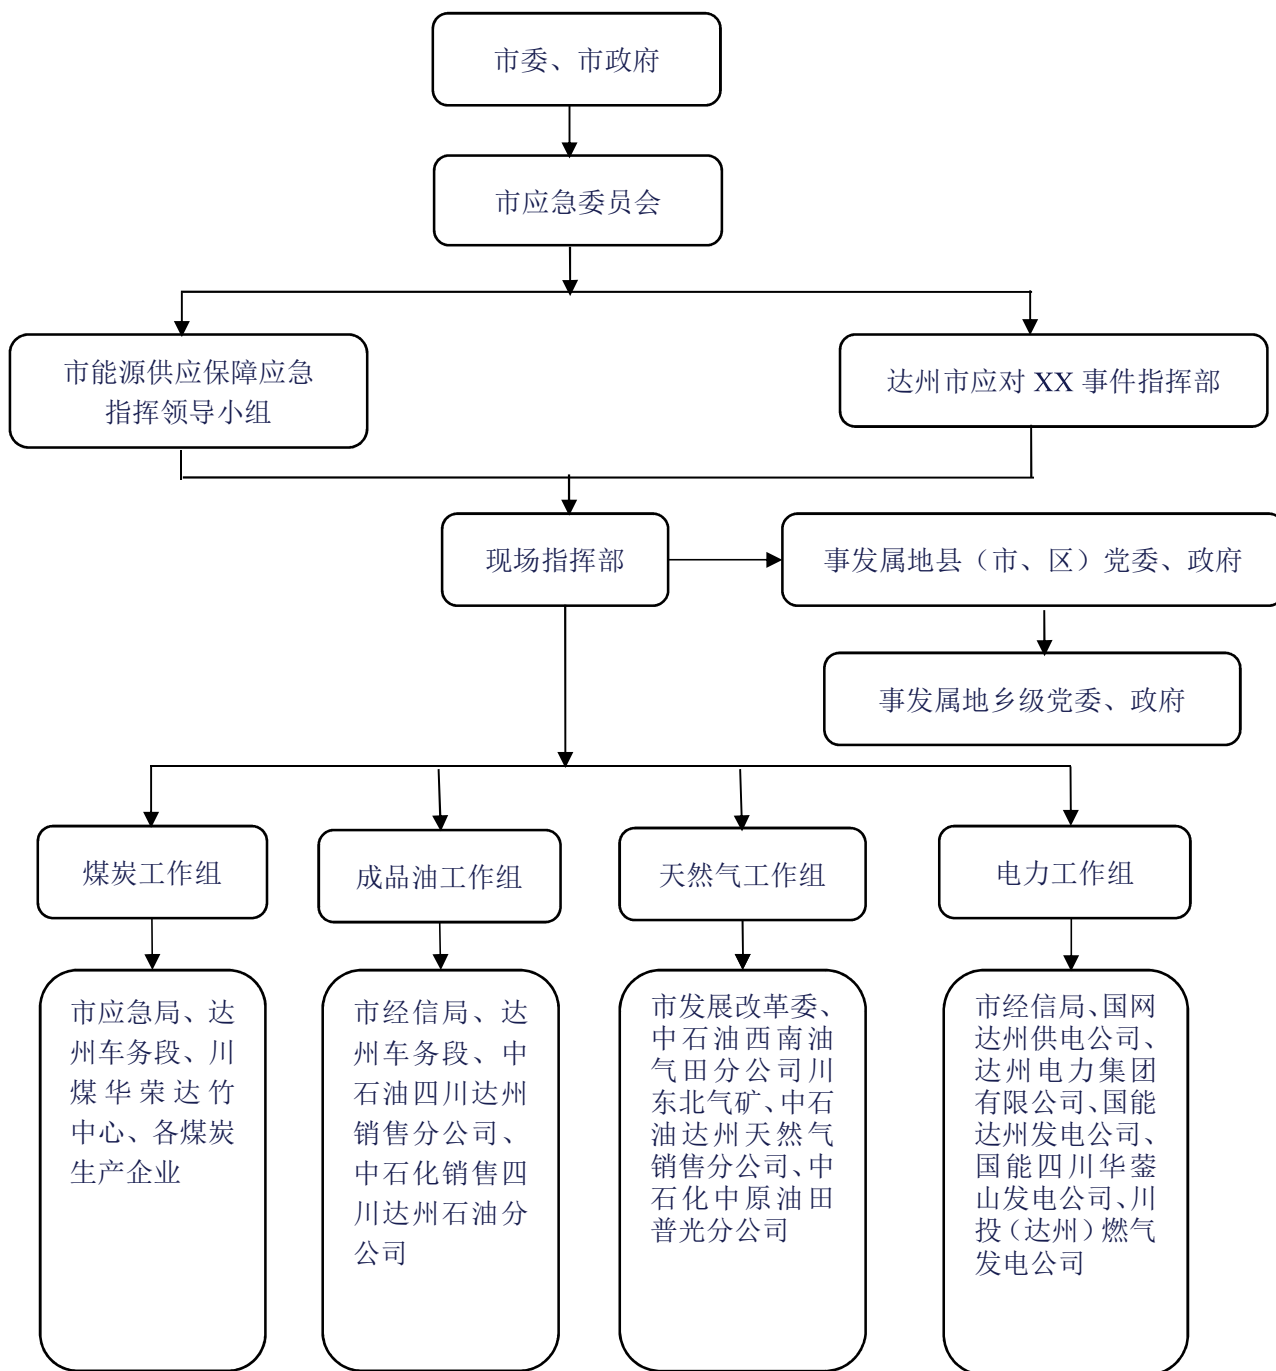 市委、市政府
市应急委员会
市能源供应保障应急
指挥领导小组
达州市应对 XX 事件指挥部
现场指挥部
事发属地县（市、区）党委、政府
事发属地乡级党委、政府
煤炭工作组
成品油工作组
天然气工作组
电力工作组
市应急局、达
州车务段、川
煤华荣达竹
中心、各煤炭
生产企业
市经信局、达
州车务段、中
石油四川达州
销售分公司、
中石化销售四
川达州石油分
公司
市发展改革委、
中石油西南油
气田分公司川
东北气矿、中石
油达州天然气
销售分公司、中
石化中原油田
普光分公司
市经信局、国网
达州供电公司、
达州电力集团
有限公司、国能
达州发电公司、
国能四川华蓥
山发电公司、川
投（达州）燃气
发电公司